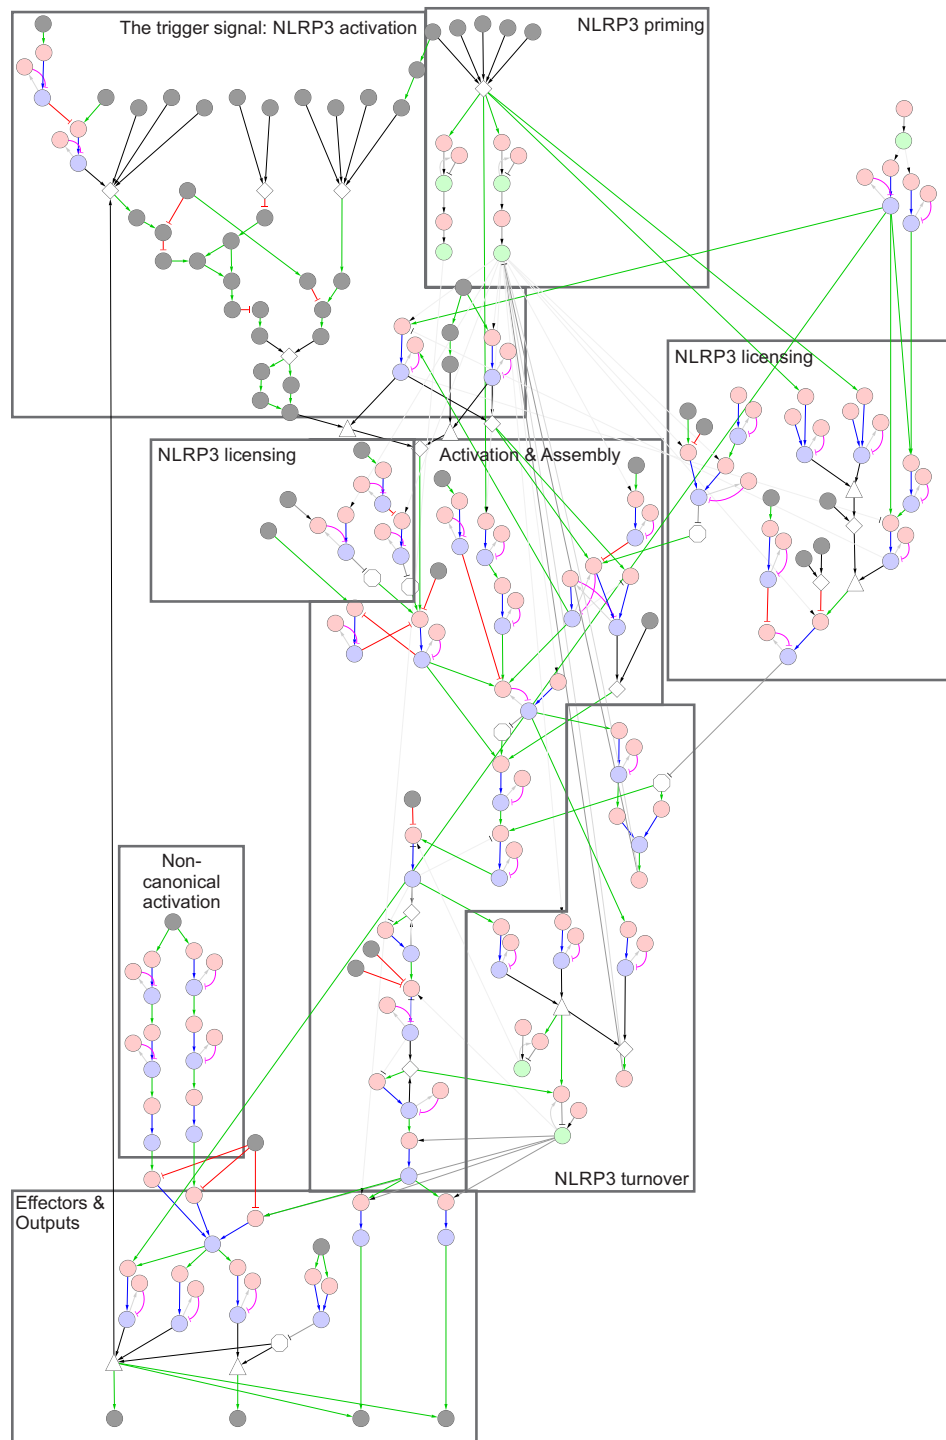 The trigger signal: NLRP3 activation
NLRP3 priming
NLRP3 licensing
NLRP3 licensing
Activation & Assembly
Non-
canonical
activation
NLRP3 turnover
Effectors &
Outputs